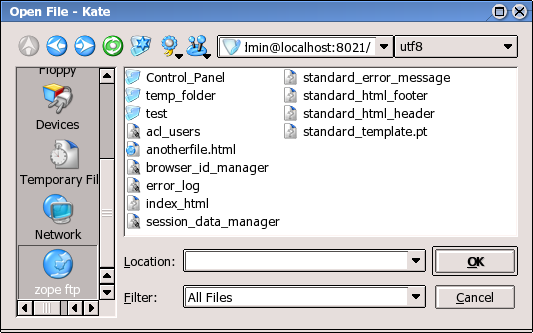 Open File - Kate
lmin@localhost:8021/ utf8
Floppy
Devices
Temporary Fil
Network
zope ftp
Control_Panel
temp_folder
test
acl_users
anotherfile.html
browser_id_manager
error_log
index_html
session_data_manager
standard_error_message
standard_html_footer
standard_html_header
standard_template.pt
Location: OK
Filter: All Files Cancel